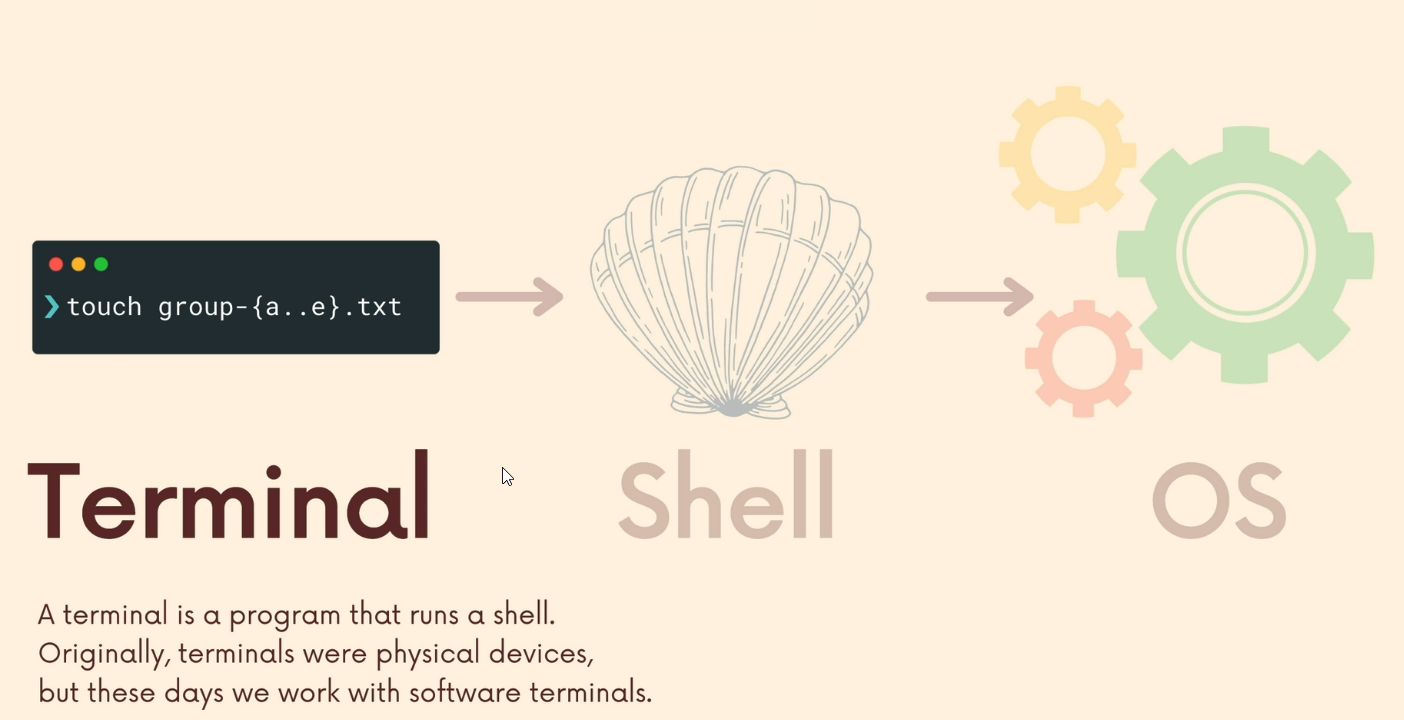 ❯touch group-{a..e}.txt
Terminal
Shell
OS
A terminal is a program that runs a shell.
Originally, terminals were physical devices,
but these days we work with software terminals.